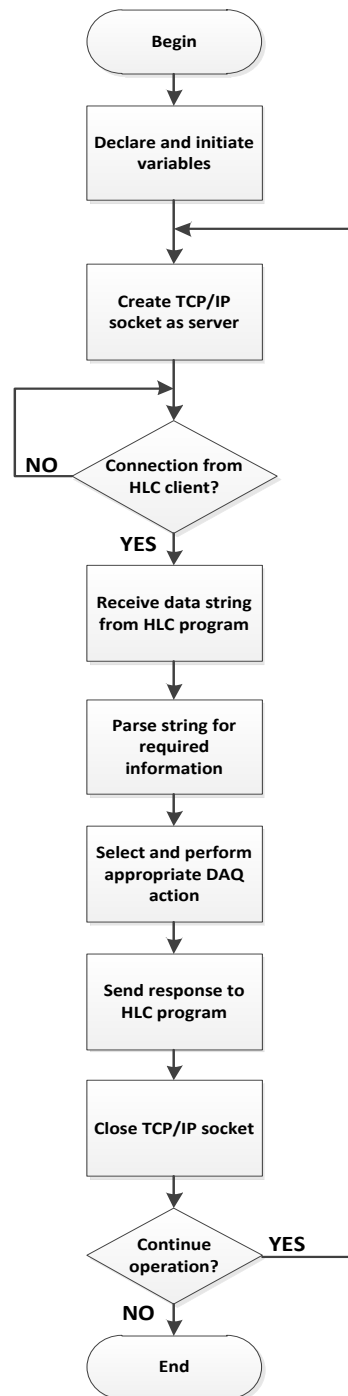 Begin
Declare and initiate
variables
Create TCP/IP
socket as server
Connection from
HLC client?
NO
YES
Receive data string
from HLC program
Parse string for
required
information
Select and perform
appropriate DAQ
action
Send response to
HLC program
Close TCP/IP socket
Continue
operation?
YES
NO
End